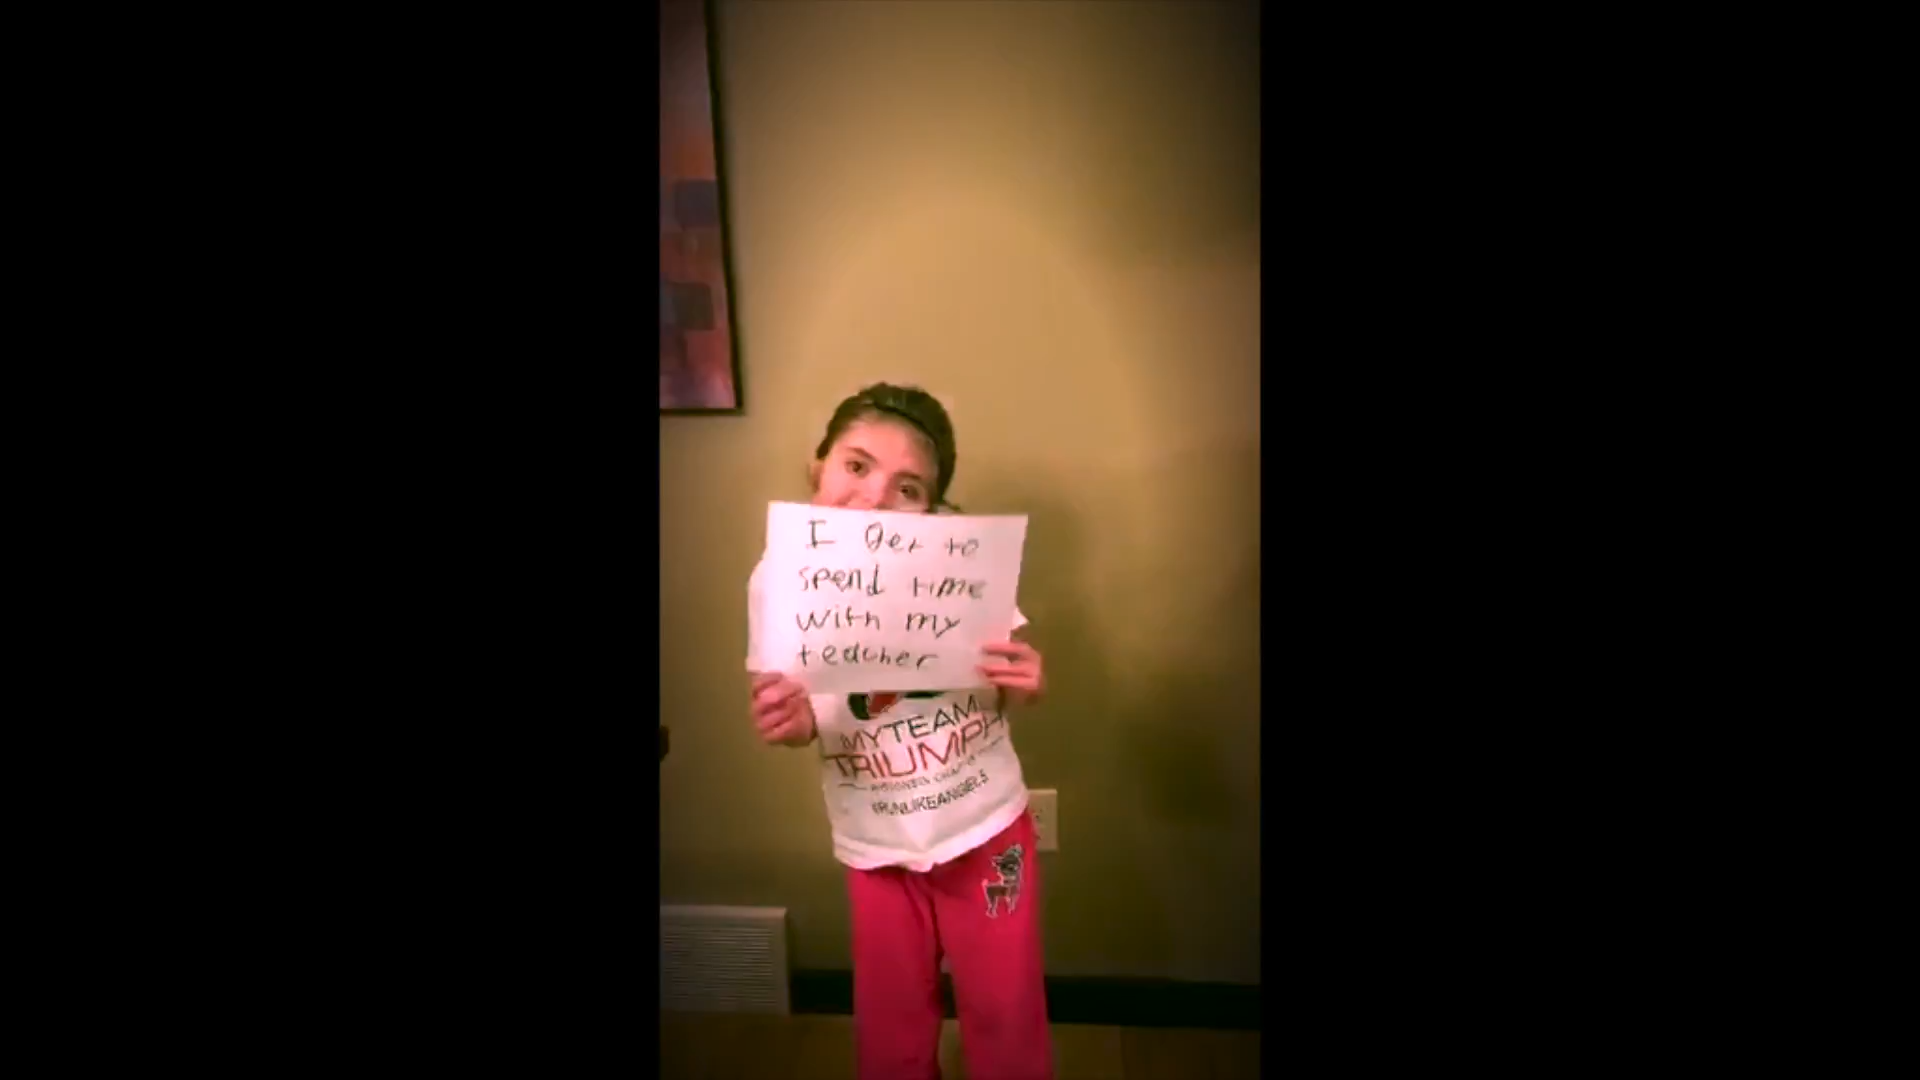 I Get to
spend time
with my
teacher
MYTEAM
TRIUMPH
#RUNLIKEANGELS